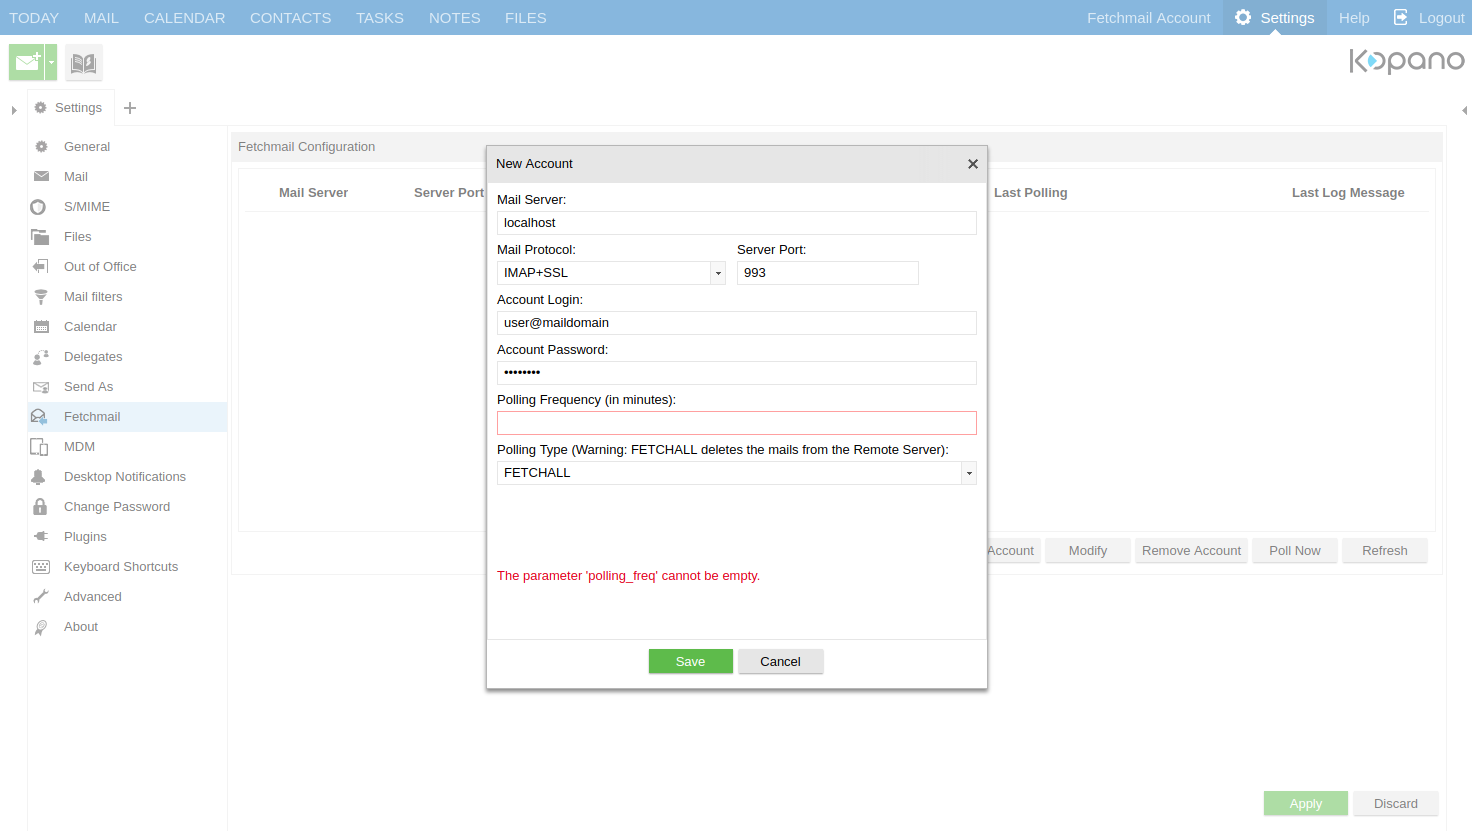 TODAY MAIL CALENDAR CONTACTS TASKS NOTES FILES Fetchmail Account Settings Help Logout
Kopano
Settings
General
Mail
S/MIME
Files
Out of Office
Mail filters
Calendar
Delegates
Send As
Fetchmail
MDM
Desktop Notifications
Change Password
Plugins
Keyboard Shortcuts
Advanced
About
Fetchmail Configuration
Mail Server Server Port Last Polling Last Log Message
New Account
Mail Server:
localhost
Mail Protocol: Server Port:
IMAP+SSL 993
Account Login:
user@maildomain
Account Password:
••••••••
Polling Frequency (in minutes):
Polling Type (Warning: FETCHALL deletes the mails from the Remote Server):
FETCHALL
The parameter 'polling_freq' cannot be empty.
Save Cancel
Account Modify Remove Account Poll Now Refresh
Apply Discard